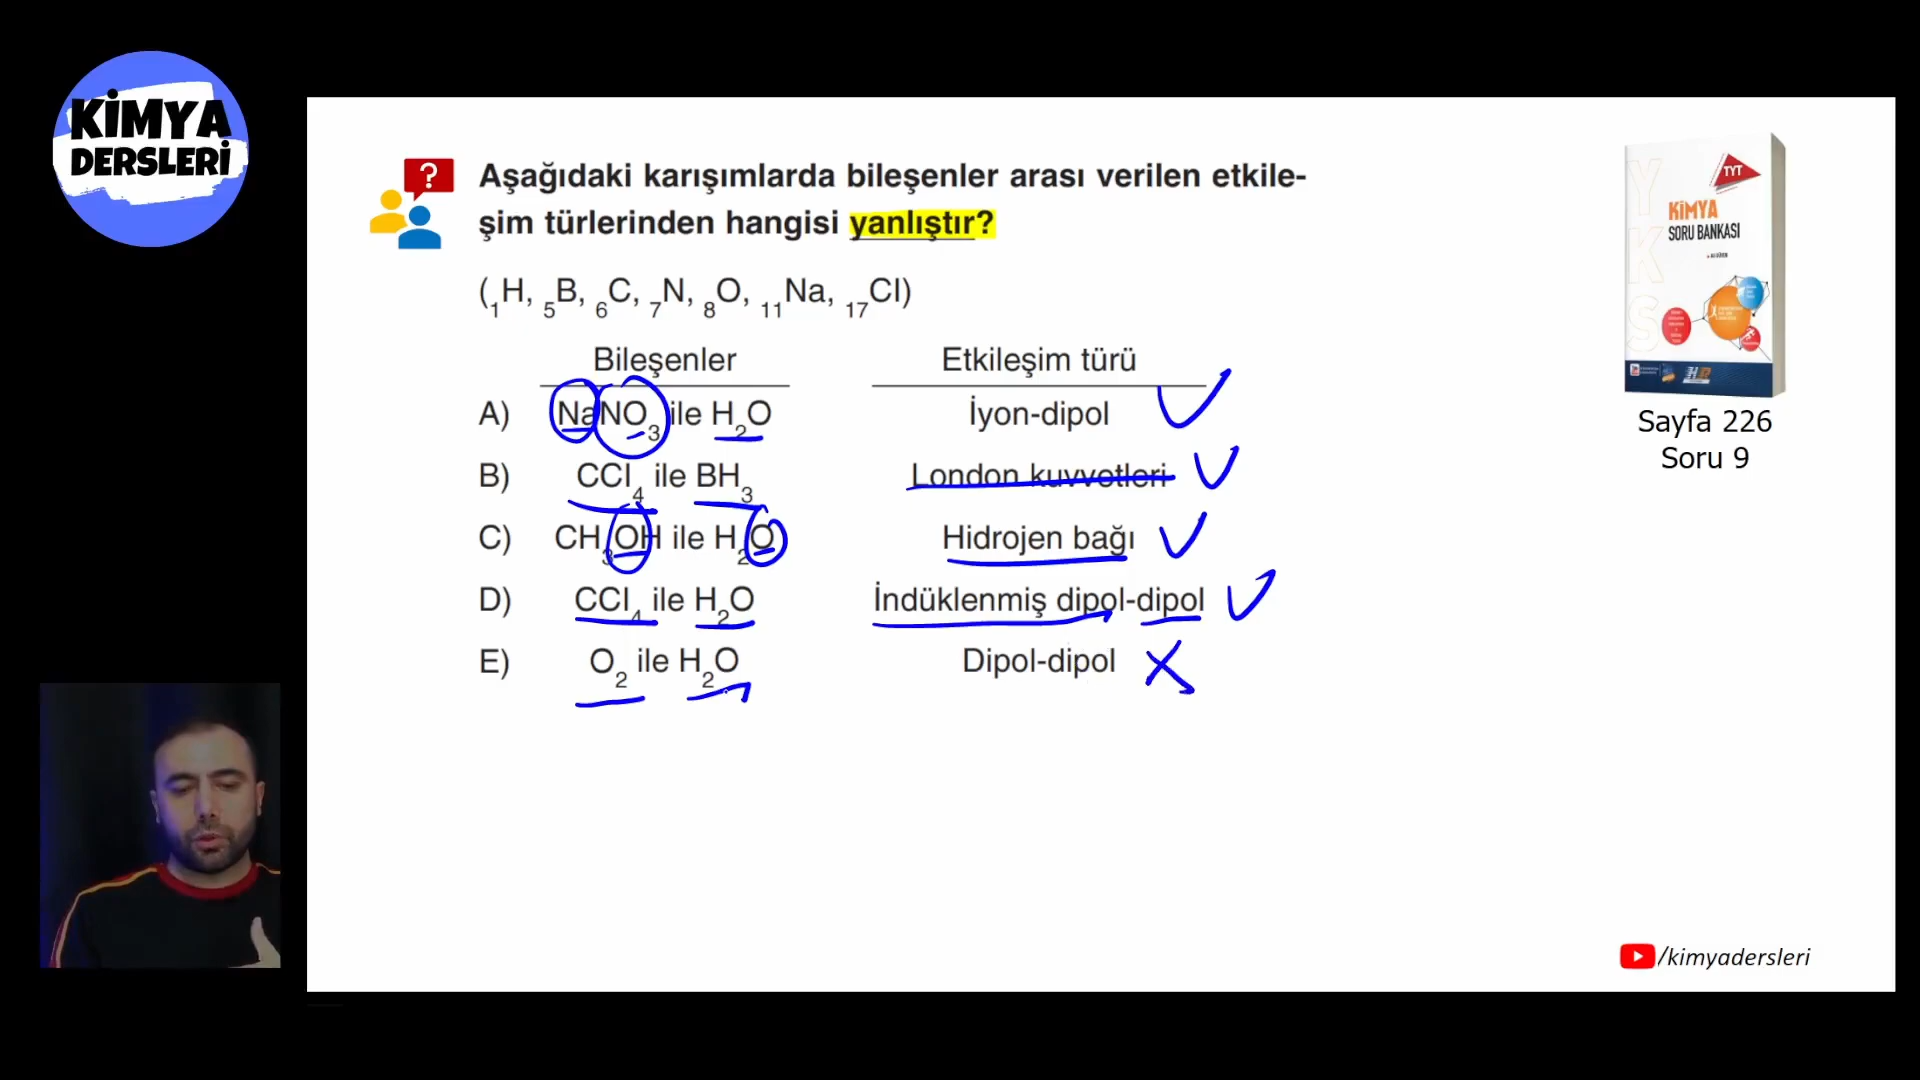 KİMYA
DERSLERİ
?
Aşağıdaki karışımlarda bileşenler arası verilen etkile-
şim türlerinden hangisi yanlıştır?
(₁H, ₅B, ₆C, ₇N, ₈O, ₁₁Na, ₁₇Cl)
Bileşenler Etkileşim türü
A) NaNO₃ ile H₂O İyon-dipol
B) CCl₄ ile BH₃ London kuvvetleri
C) CH₃OH ile H₂O Hidrojen bağı
D) CCl₄ ile H₂O İndüklenmiş dipol-dipol
E) O₂ ile H₂O Dipol-dipol
YKS
TYT
KİMYA
SORU BANKASI
Sayfa 226
Soru 9
/kimyadersleri